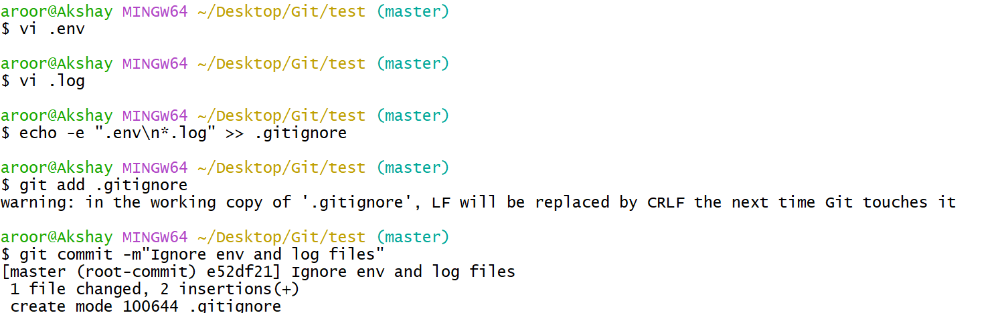 aroor@Akshay MINGW64 ~/Desktop/Git/test (master)
$ vi .env
aroor@Akshay MINGW64 ~/Desktop/Git/test (master)
$ vi .log
aroor@Akshay MINGW64 ~/Desktop/Git/test (master)
$ echo -e ".env\n*.log" >> .gitignore
aroor@Akshay MINGW64 ~/Desktop/Git/test (master)
$ git add .gitignore
warning: in the working copy of '.gitignore', LF will be replaced by CRLF the next time Git touches it
aroor@Akshay MINGW64 ~/Desktop/Git/test (master)
$ git commit -m"Ignore env and log files"
[master (root-commit) e52df21] Ignore env and log files
 1 file changed, 2 insertions(+)
 create mode 100644 .gitignore